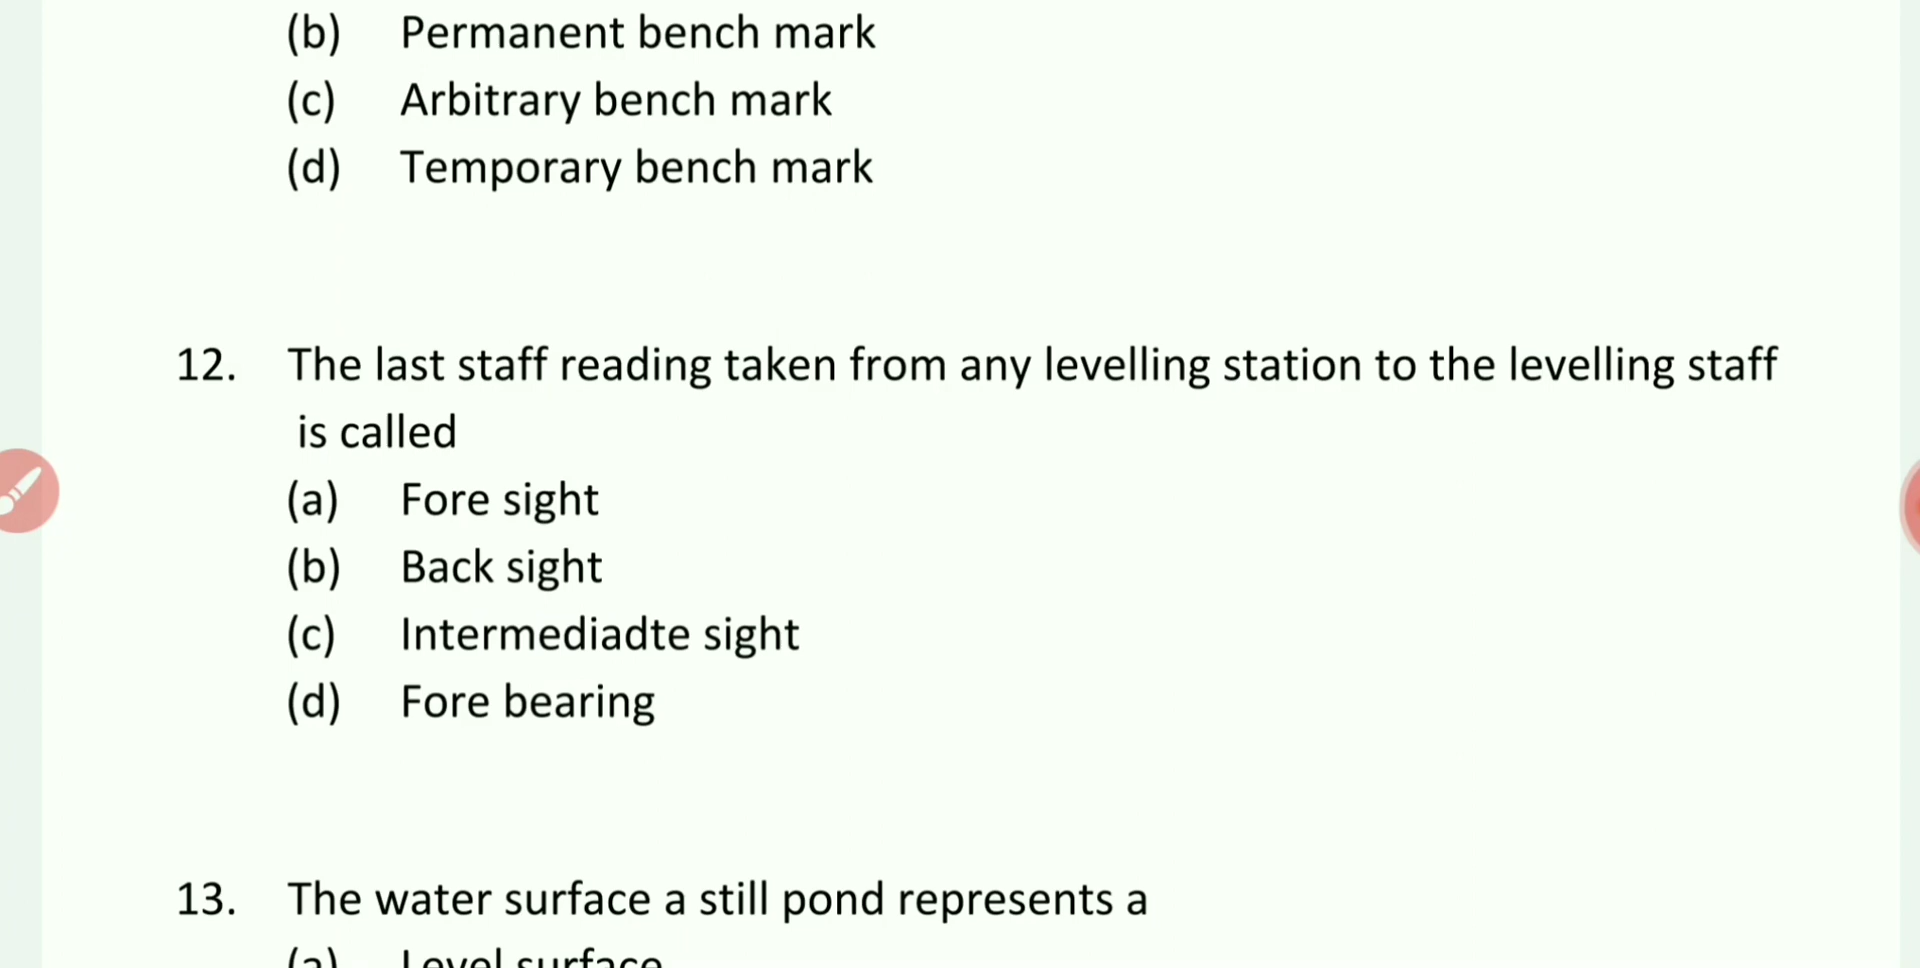 (b) Permanent bench mark
(c) Arbitrary bench mark
(d) Temporary bench mark
12. The last staff reading taken from any levelling station to the levelling staff
is called
(a) Fore sight
(b) Back sight
(c) Intermediadte sight
(d) Fore bearing
13. The water surface a still pond represents a
(a) Level surface